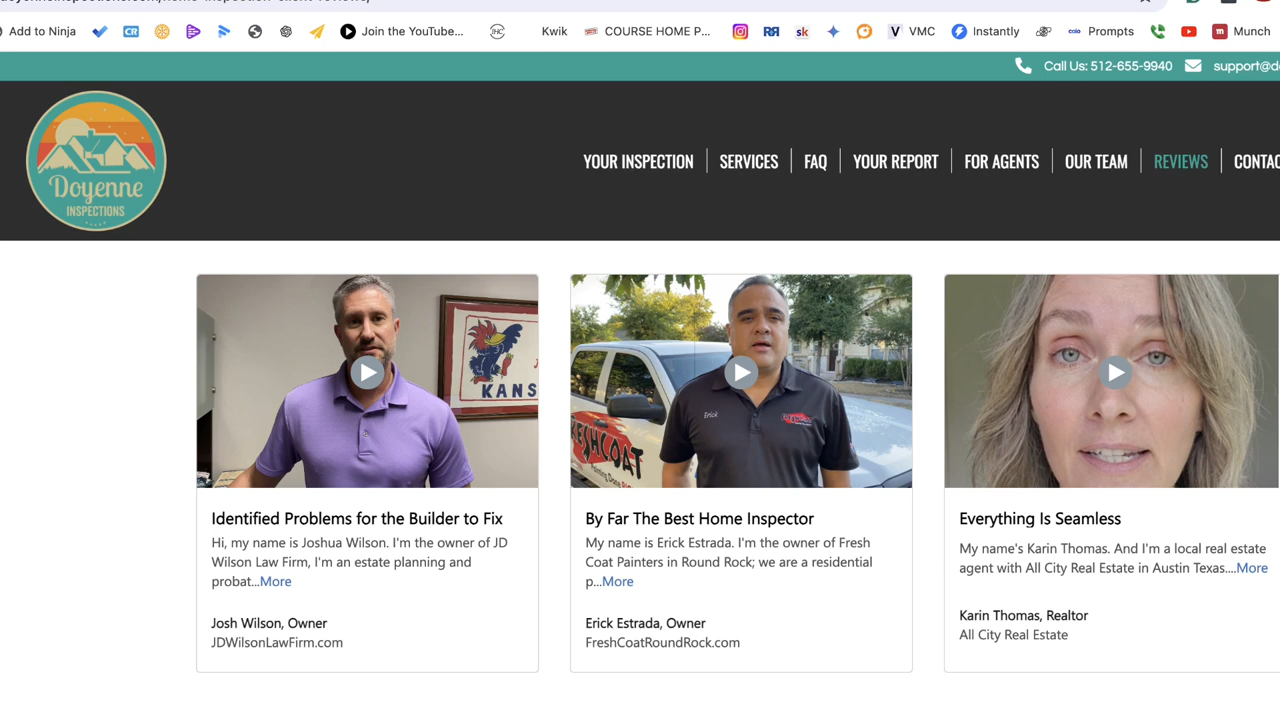 Add to Ninja
CR
Join the YouTube...
Kwik
COURSE HOME P...
sk
V VMC
Instantly
colo Prompts
m Munch
Call Us: 512-655-9940
support@d
Doyenne
INSPECTIONS
YOUR INSPECTION
SERVICES
FAQ
YOUR REPORT
FOR AGENTS
OUR TEAM
REVIEWS
CONTAC
KANS
Erick
FRESHCOAT
Identified Problems for the Builder to Fix
Hi, my name is Joshua Wilson. I'm the owner of JD
Wilson Law Firm, I'm an estate planning and
probat...More
Josh Wilson, Owner
JDWilsonLawFirm.com
By Far The Best Home Inspector
My name is Erick Estrada. I'm the owner of Fresh
Coat Painters in Round Rock; we are a residential
p...More
Erick Estrada, Owner
FreshCoatRoundRock.com
Everything Is Seamless
My name's Karin Thomas. And I'm a local real estate
agent with All City Real Estate in Austin Texas....More
Karin Thomas, Realtor
All City Real Estate